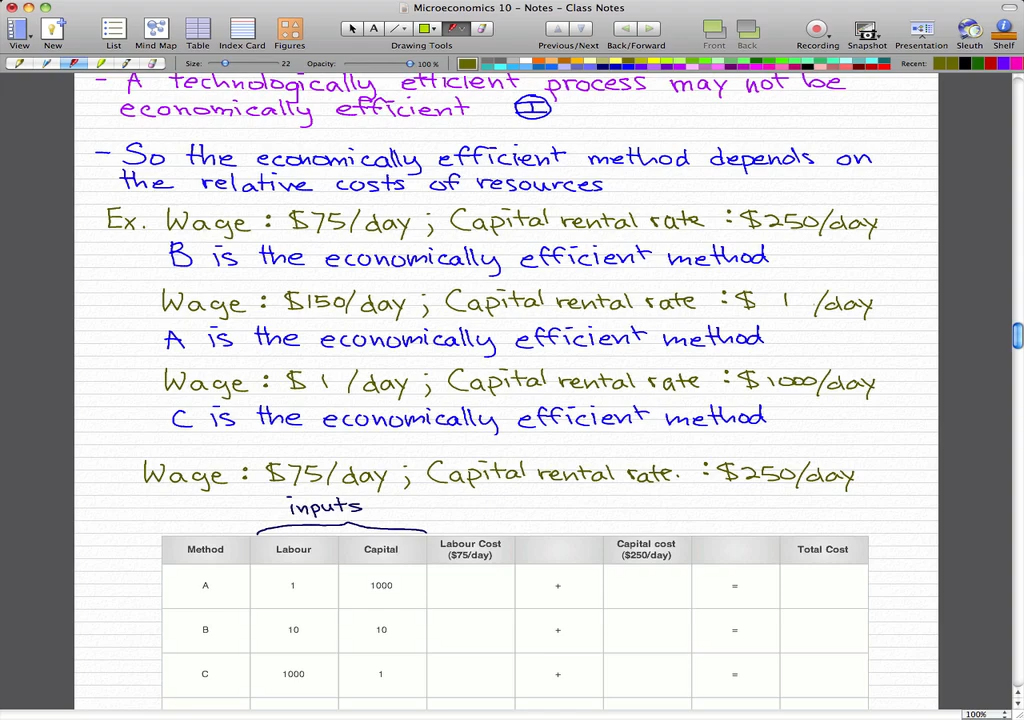 Microeconomics 10 - Notes - Class Notes
View New List Mind Map Table Index Card Figures Drawing Tools Previous/Next Back/Forward Front Back Recording Snapshot Presentation Sleuth Shelf
Size: 22 Opacity: 100 % Recent:
- A technologically efficient process may not be
economically efficient I
- So the economically efficient method depends on
the relative costs of resources
Ex. Wage : $75/day ; Capital rental rate : $250/day
B is the economically efficient method
Wage : $150/day ; Capital rental rate : $ 1 /day
A is the economically efficient method
Wage : $ 1 /day ; Capital rental rate : $1000/day
C is the economically efficient method
Wage : $75/day ; Capital rental rate. : $250/day
inputs
Method Labour Capital Labour Cost ($75/day) Capital cost ($250/day) Total Cost
A 1 1000 + =
B 10 10 + =
C 1000 1 + =
100%